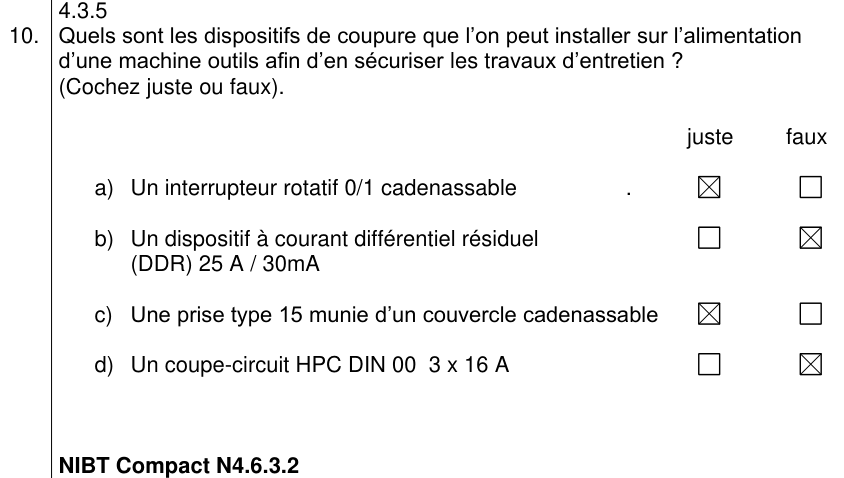 4.3.5
10. Quels sont les dispositifs de coupure que l'on peut installer sur l'alimentation
d'une machine outils afin d'en sécuriser les travaux d'entretien ?
(Cochez juste ou faux).
juste faux
a) Un interrupteur rotatif 0/1 cadenassable . ☒ ☐
b) Un dispositif à courant différentiel résiduel ☐ ☒
(DDR) 25 A / 30mA
c) Une prise type 15 munie d'un couvercle cadenassable ☒ ☐
d) Un coupe-circuit HPC DIN 00 3 x 16 A ☐ ☒
NIBT Compact N4.6.3.2